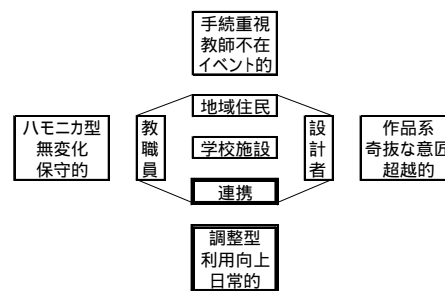 手続重視
教師不在
イベント的
地域住民
ハモニカ型
無変化
保守的
教職員
学校施設
設計者
作品系
奇抜な意匠
超越的
連携
調整型
利用向上
日常的